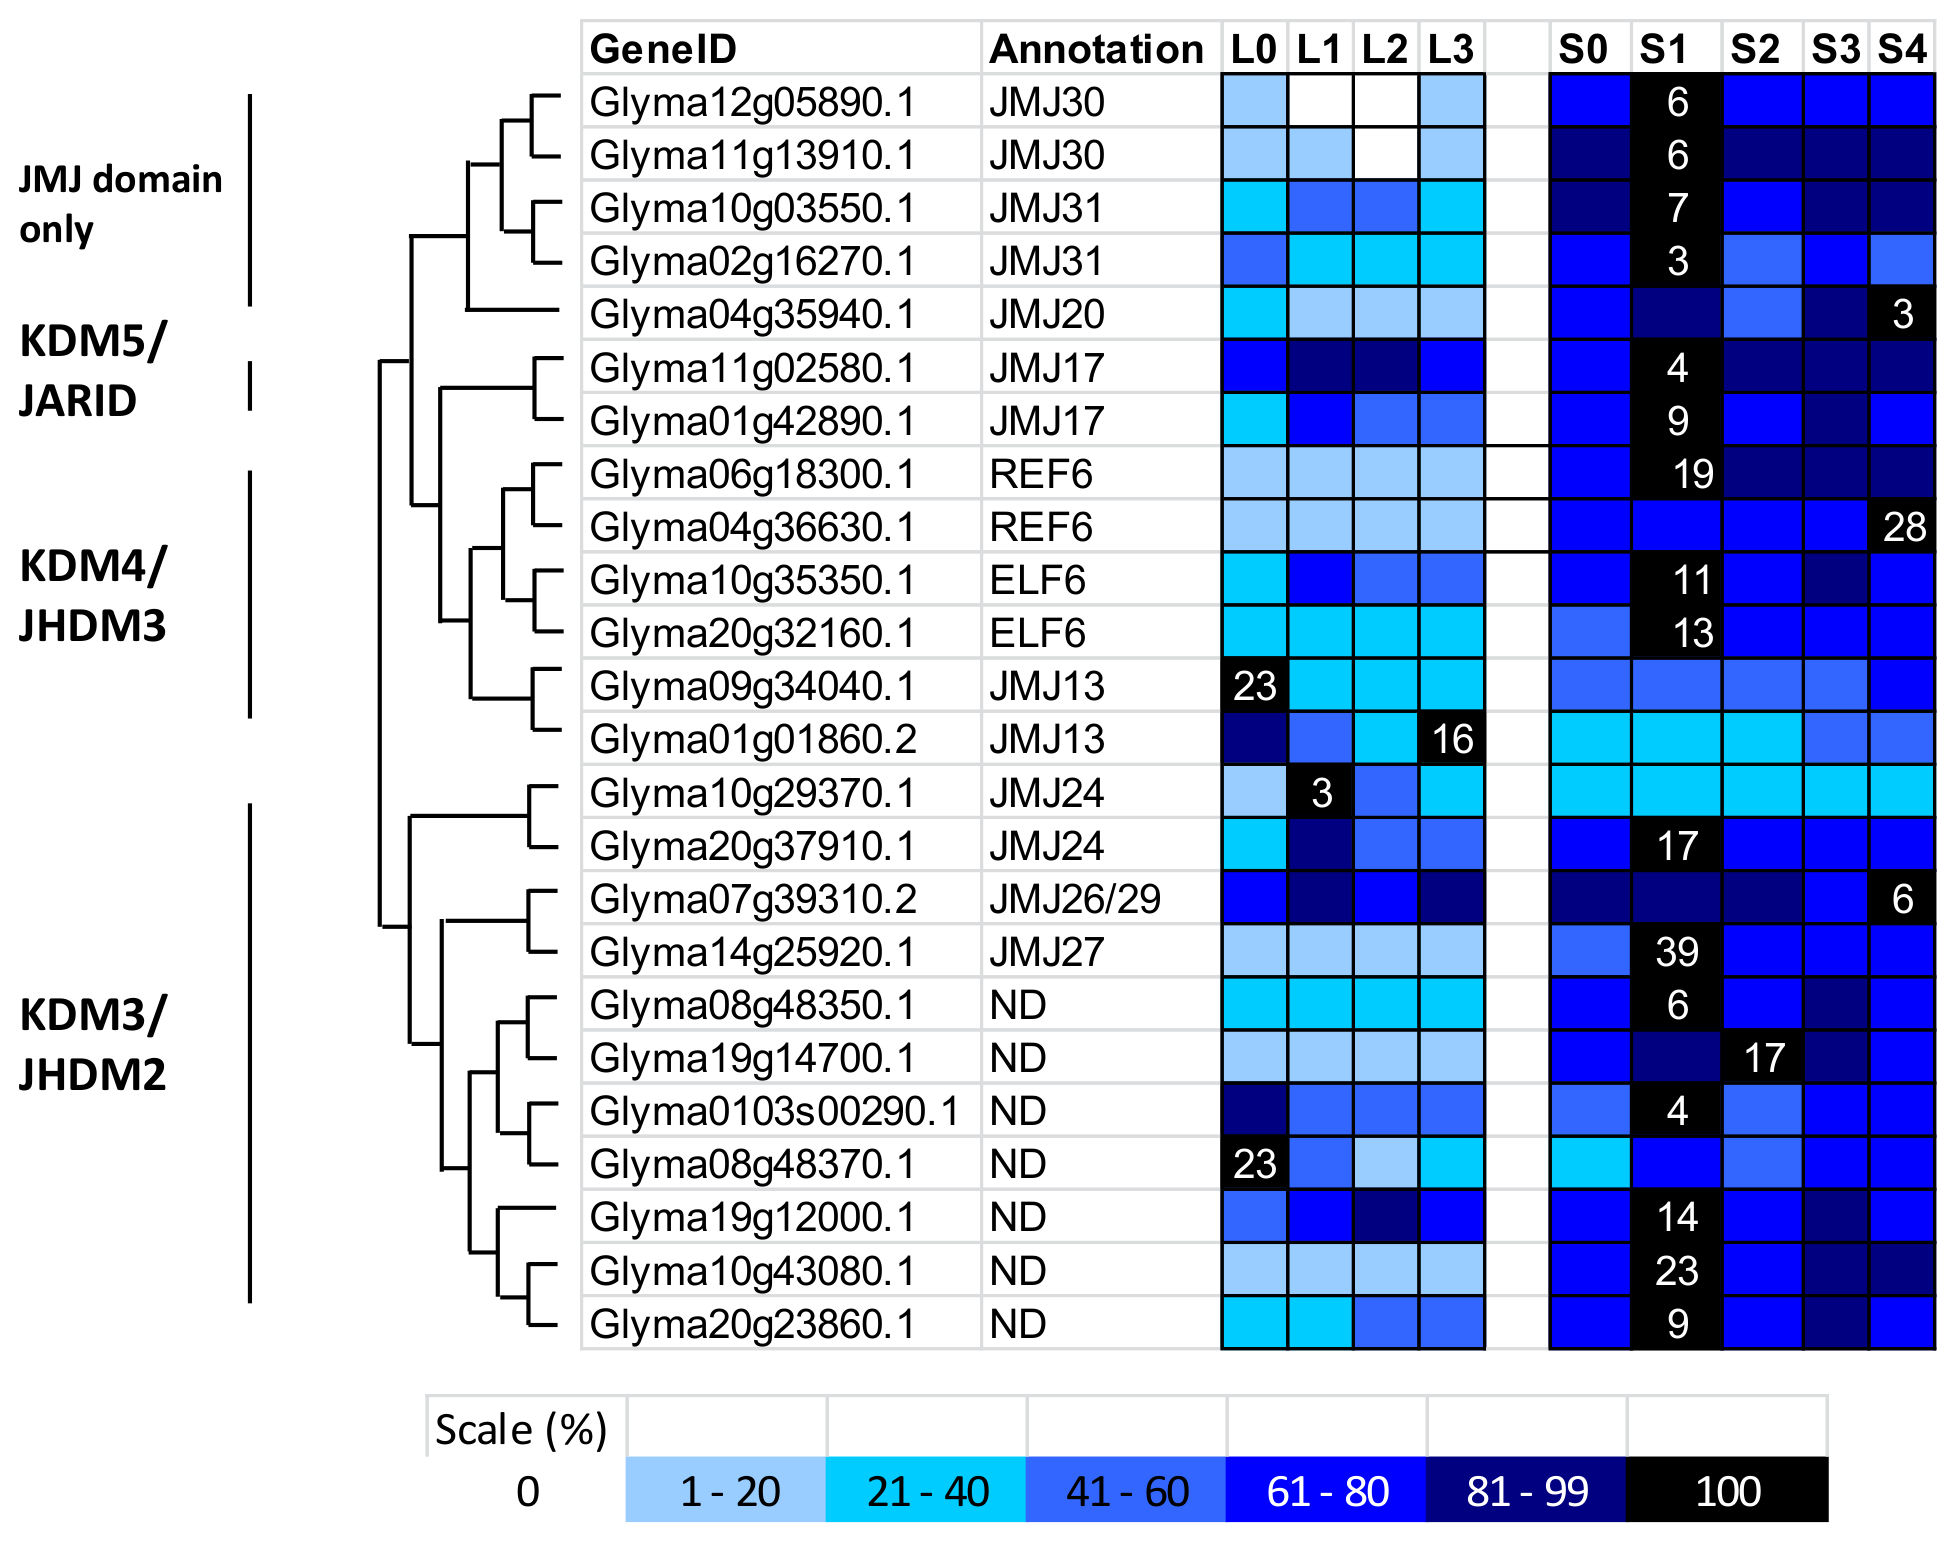 GeneID Annotation L0 L1 L2 L3 S0 S1 S2 S3 S4
Glyma12g05890.1 JMJ30 6
Glyma11g13910.1 JMJ30 6
JMJ domain
only
Glyma10g03550.1 JMJ31 7
Glyma02g16270.1 JMJ31 3
Glyma04g35940.1 JMJ20 3
KDM5/
JARID
Glyma11g02580.1 JMJ17 4
Glyma01g42890.1 JMJ17 9
Glyma06g18300.1 REF6 19
Glyma04g36630.1 REF6 28
KDM4/
JHDM3
Glyma10g35350.1 ELF6 11
Glyma20g32160.1 ELF6 13
Glyma09g34040.1 JMJ13 23
Glyma01g01860.2 JMJ13 16
Glyma10g29370.1 JMJ24 3
Glyma20g37910.1 JMJ24 17
Glyma07g39310.2 JMJ26/29 6
Glyma14g25920.1 JMJ27 39
KDM3/
JHDM2
Glyma08g48350.1 ND 6
Glyma19g14700.1 ND 17
Glyma0103s00290.1 ND 4
Glyma08g48370.1 ND 23
Glyma19g12000.1 ND 14
Glyma10g43080.1 ND 23
Glyma20g23860.1 ND 9
Scale (%)
0 1 - 20 21 - 40 41 - 60 61 - 80 81 - 99 100